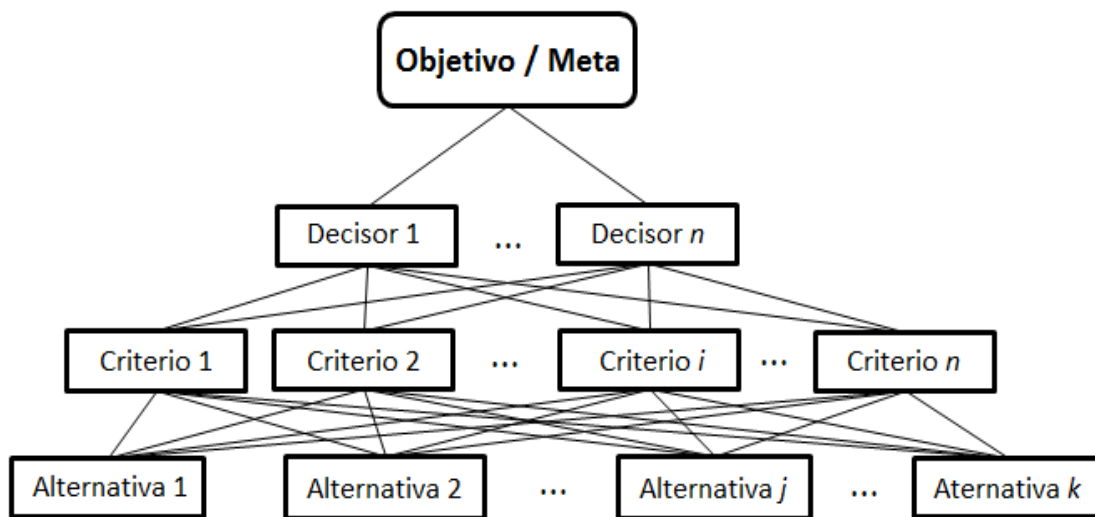 Objetivo / Meta
Decisor 1 ... Decisor n
Criterio 1 Criterio 2 ... Criterio i ... Criterio n
Alternativa 1 Alternativa 2 ... Alternativa j ... Aternativa k